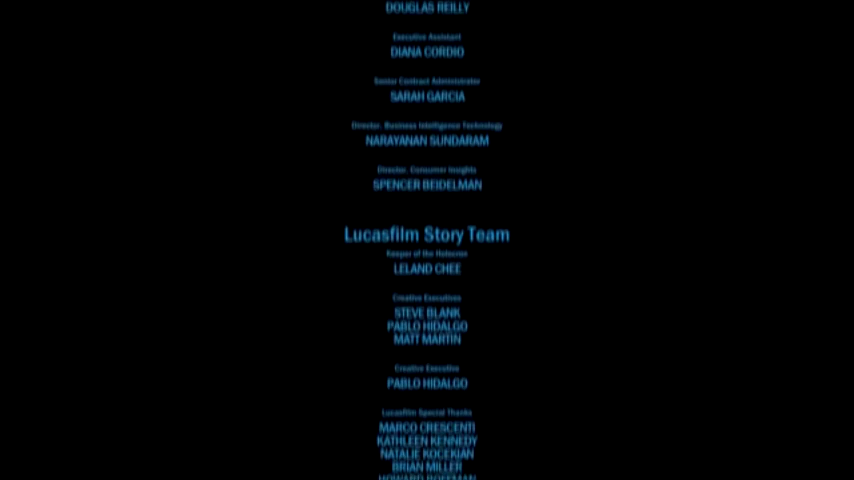 DOUGLAS REILLY
Executive Assistant
DIANA CORDIO
Senior Contract Administrator
SARAH GARCIA
Director, Business Intelligence Technology
NARAYANAN SUNDARAM
Director, Consumer Insights
SPENCER BEIDELMAN
Lucasfilm Story Team
Keeper of the Holocron
LELAND CHEE
Creative Executives
STEVE BLANK
PABLO HIDALGO
MATT MARTIN
Creative Executive
PABLO HIDALGO
Lucasfilm Special Thanks
MARCO CRESCENTI
KATHLEEN KENNEDY
NATALIE KOCEKIAN
BRIAN MILLER
HOWARD ROFFMAN